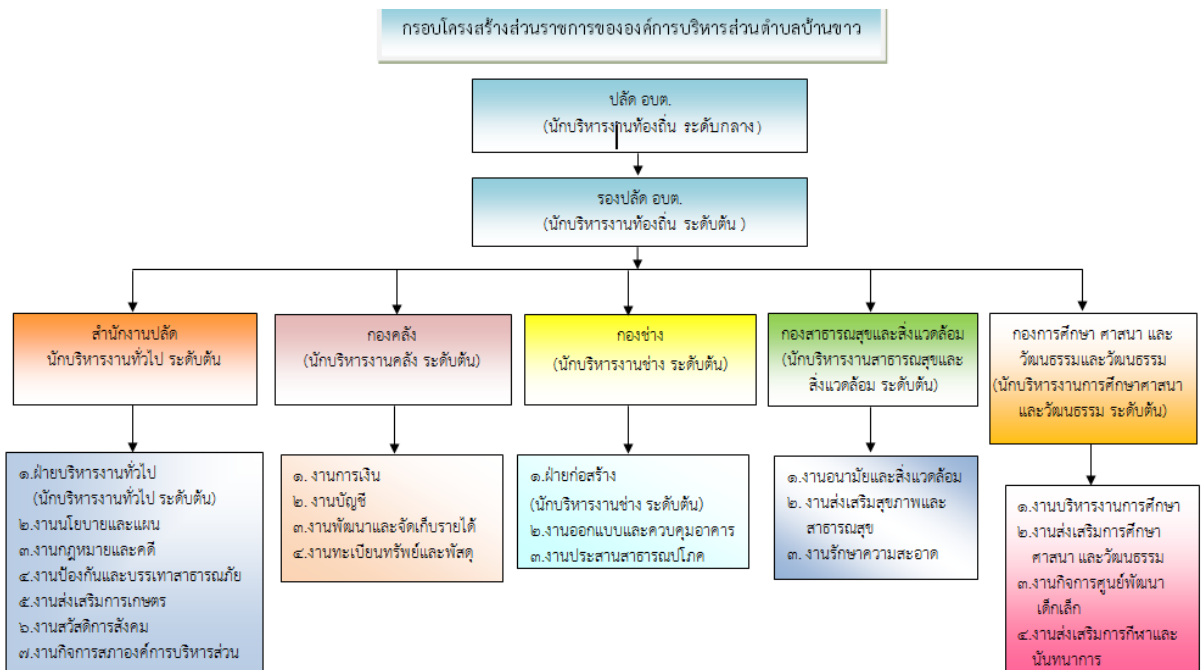 กรอบโครงสร้างส่วนราชการขององค์การบริหารส่วนตำบลบ้านขาว
ปลัด อบต.
(นักบริหารงานท้องถิ่น ระดับกลาง)
รองปลัด อบต.
(นักบริหารงานท้องถิ่น ระดับต้น )
สำนักงานปลัด
นักบริหารงานทั่วไป ระดับต้น
กองคลัง
(นักบริหารงานคลัง ระดับต้น)
กองช่าง
(นักบริหารงานช่าง ระดับต้น)
กองสาธารณสุขและสิ่งแวดล้อม
(นักบริหารงานสาธารณสุขและ
สิ่งแวดล้อม ระดับต้น)
กองการศึกษา ศาสนา และ
วัฒนธรรมและวัฒนธรรม
(นักบริหารงานการศึกษาศาสนา
และวัฒนธรรม ระดับต้น)
๑.ฝ่ายบริหารงานทั่วไป
(นักบริหารงานทั่วไป ระดับต้น)
๒.งานนโยบายและแผน
๓.งานกฎหมายและคดี
๔.งานป้องกันและบรรเทาสาธารณภัย
๕.งานส่งเสริมการเกษตร
๖.งานสวัสดิการสังคม
๗.งานกิจการสภาองค์การบริหารส่วน
๑. งานการเงิน
๒. งานบัญชี
๓.งานพัฒนาและจัดเก็บรายได้
๔.งานทะเบียนทรัพย์และพัสดุ
๑.ฝ่ายก่อสร้าง
(นักบริหารงานช่าง ระดับต้น)
๒.งานออกแบบและควบคุมอาคาร
๓.งานประสานสาธารณปโภค
๑.งานอนามัยและสิ่งแวดล้อม
๒. งานส่งเสริมสุขภาพและ
สาธารณสุข
๓. งานรักษาความสะอาด
๑.งานบริหารงานการศึกษา
๒.งานส่งเสริมการศึกษา
ศาสนา และวัฒนธรรม
๓.งานกิจการศูนย์พัฒนา
เด็กเล็ก
๔.งานส่งเสริมการกีฬาและ
นันทนาการ